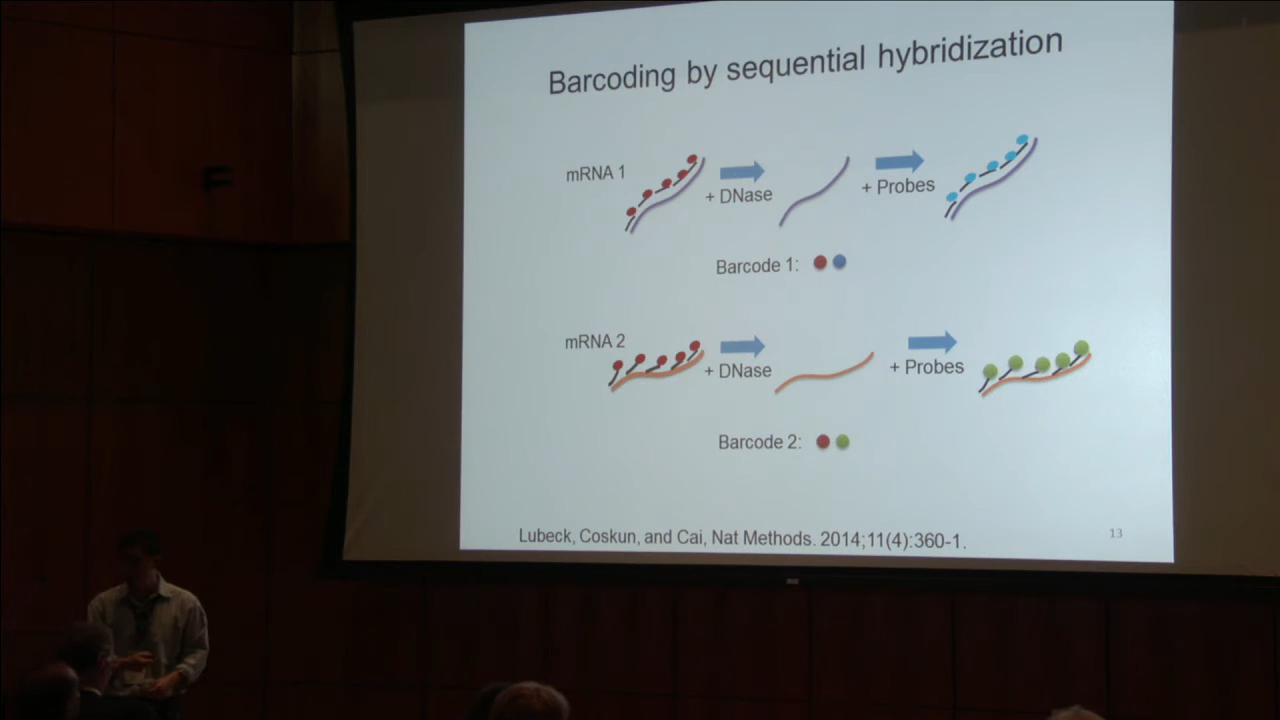 Barcoding by sequential hybridization
mRNA 1
+ DNase
+ Probes
Barcode 1:
mRNA 2
+ DNase
+ Probes
Barcode 2:
Lubeck, Coskun, and Cai, Nat Methods. 2014;11(4):360-1.
13